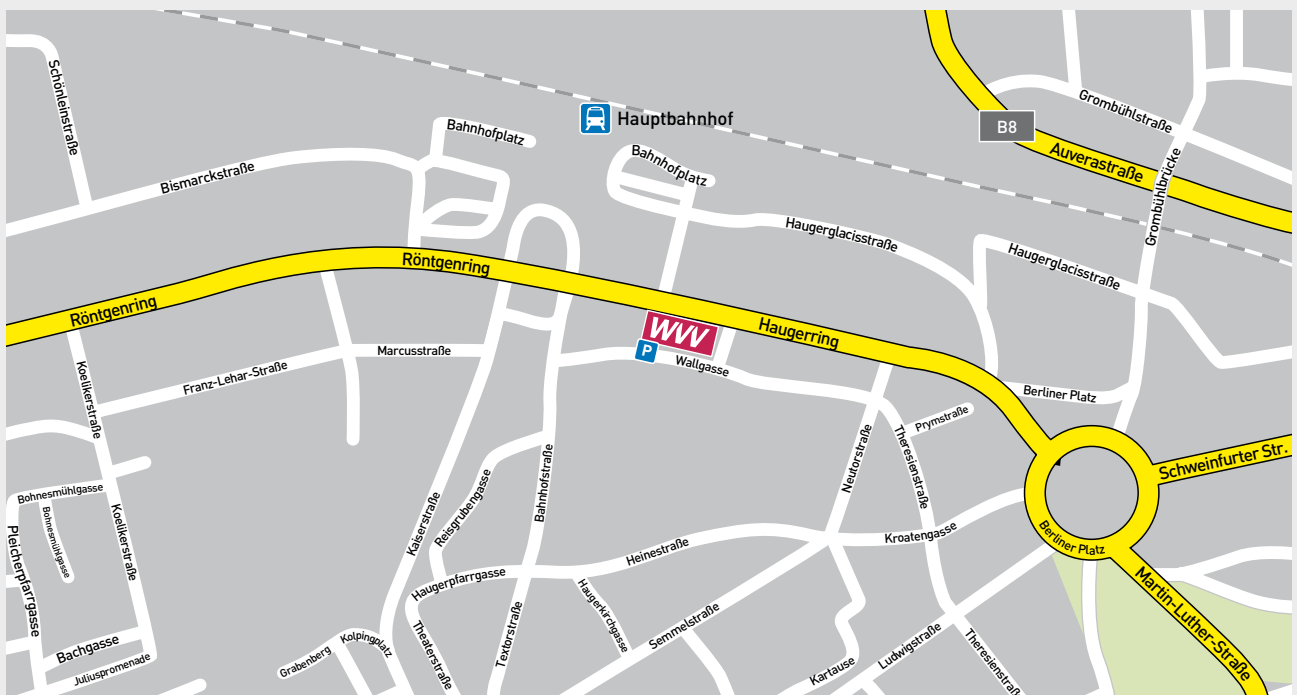 Schönleinstraße
Bahnhofplatz
Hauptbahnhof
Bahnhofplatz
B8
Grombühlstraße
Auverastraße
Grombühlbrücke
Bismarckstraße
Haugerglacisstraße
Haugerglacisstraße
Röntgenring
Röntgenring
WVV
P
Haugerring
Wallgasse
Marcusstraße
Franz-Lehar-Straße
Koelikerstraße
Berliner Platz
Prymstraße
Theresienstraße
Neutorstraße
Schweinfurter Str.
Bohnesmühlgasse
Bohnesmühlgasse
Koelikerstraße
Pleicherpfarrgasse
Kaiserstraße
Reisgrubengasse
Bahnhofstraße
Kroatengasse
Berliner Platz
Heinestraße
Haugerpfarrgasse
Haugerkirchgasse
Martin-Luther-Straße
Semmelstraße
Theaterstraße
Textorstraße
Kolpingplatz
Grabenberg
Bachgasse
Juliuspromenade
Kartause
Ludwigstraße
Theresienstraße